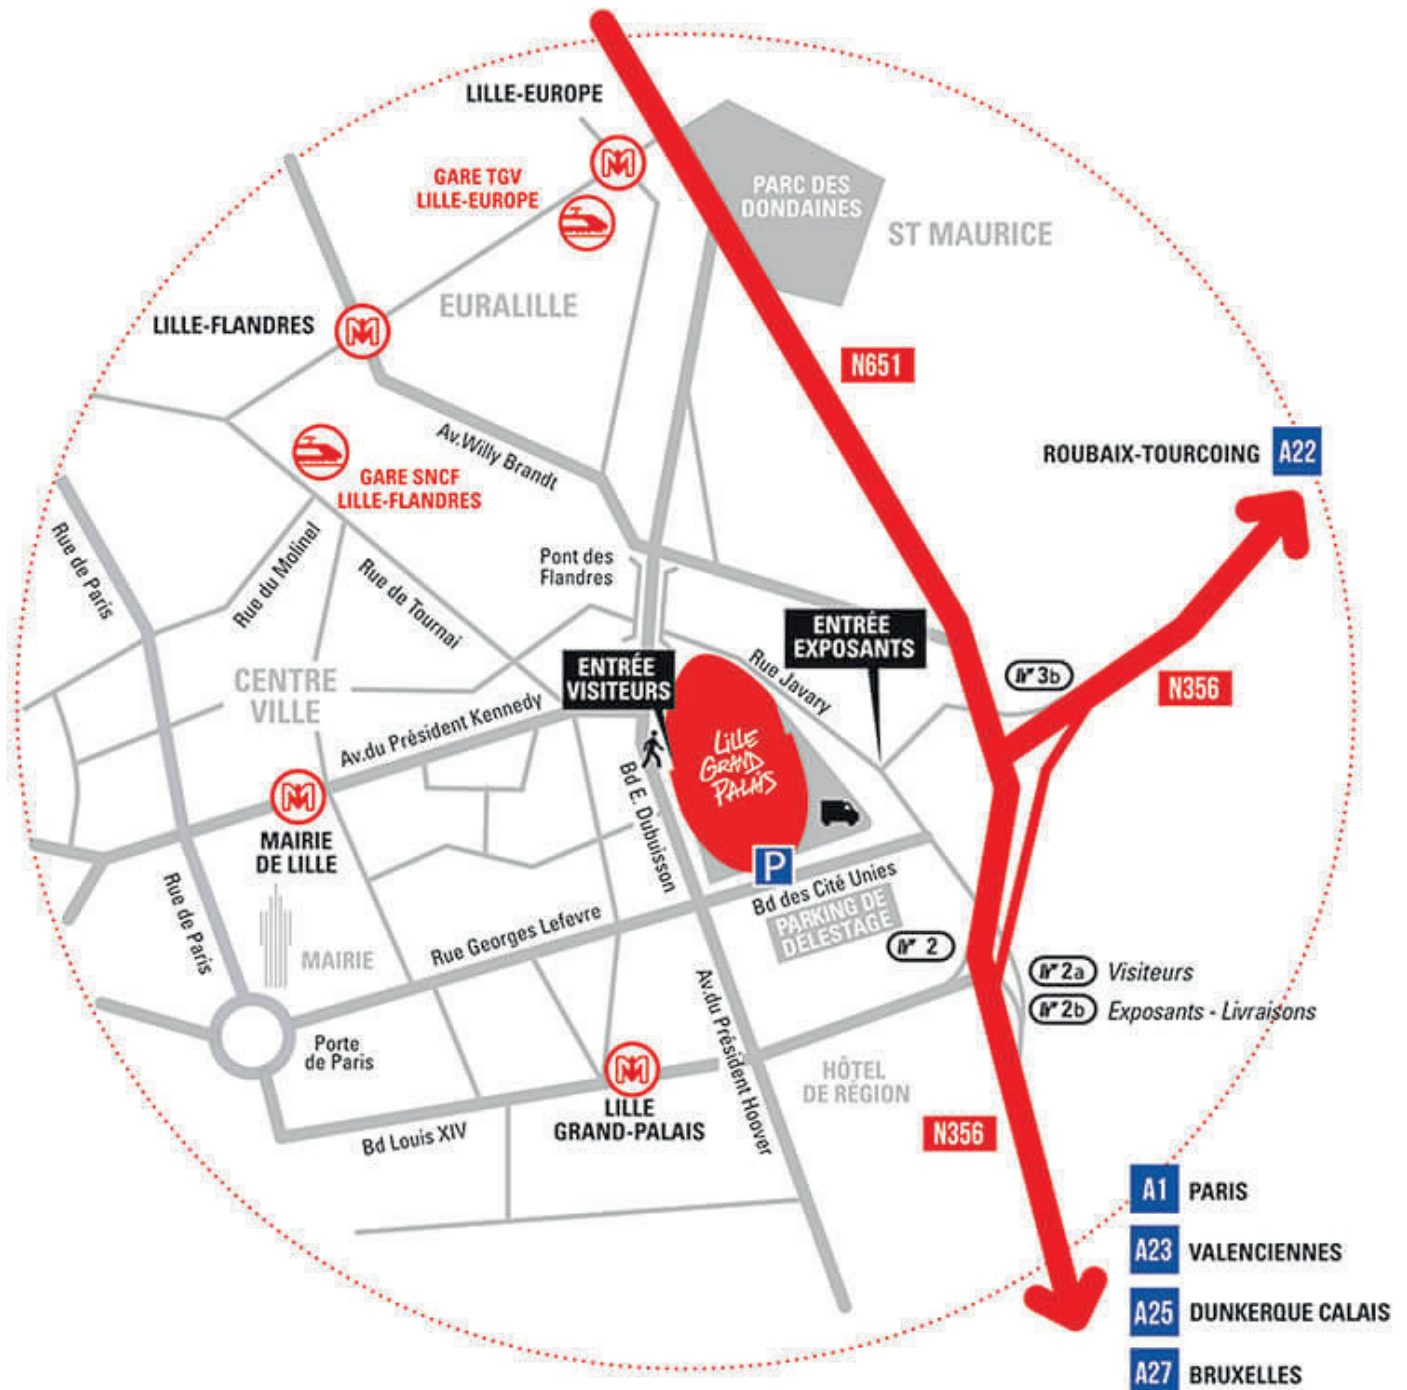 LILLE-EUROPE
GARE TGV
LILLE-EUROPE
PARC DES
DONDAINES
ST MAURICE
EURALILLE
LILLE-FLANDRES
N651
ROUBAIX-TOURCOING
A22
Av.Willy Brandt
GARE SNCF
LILLE-FLANDRES
Rue de Paris
Rue du Molinel
Rue de Tournai
Pont des
Flandres
ENTRÉE
EXPOSANTS
ENTRÉE
VISITEURS
Rue Javary
3b
N356
CENTRE
VILLE
Av.du Président Kennedy
LILLE
GRAND
PALAIS
Bd E. Dubuisson
MAIRIE
DE LILLE
P
Bd des Cité Unies
PARKING DE
DÉLESTAGE
Rue de Paris
Rue Georges Lefevre
2
MAIRIE
2a Visiteurs
2b Exposants - Livraisons
Av.du Président Hoover
Porte
de Paris
HÔTEL
DE RÉGION
LILLE
GRAND-PALAIS
Bd Louis XIV
N356
A1 PARIS
A23 VALENCIENNES
A25 DUNKERQUE CALAIS
A27 BRUXELLES